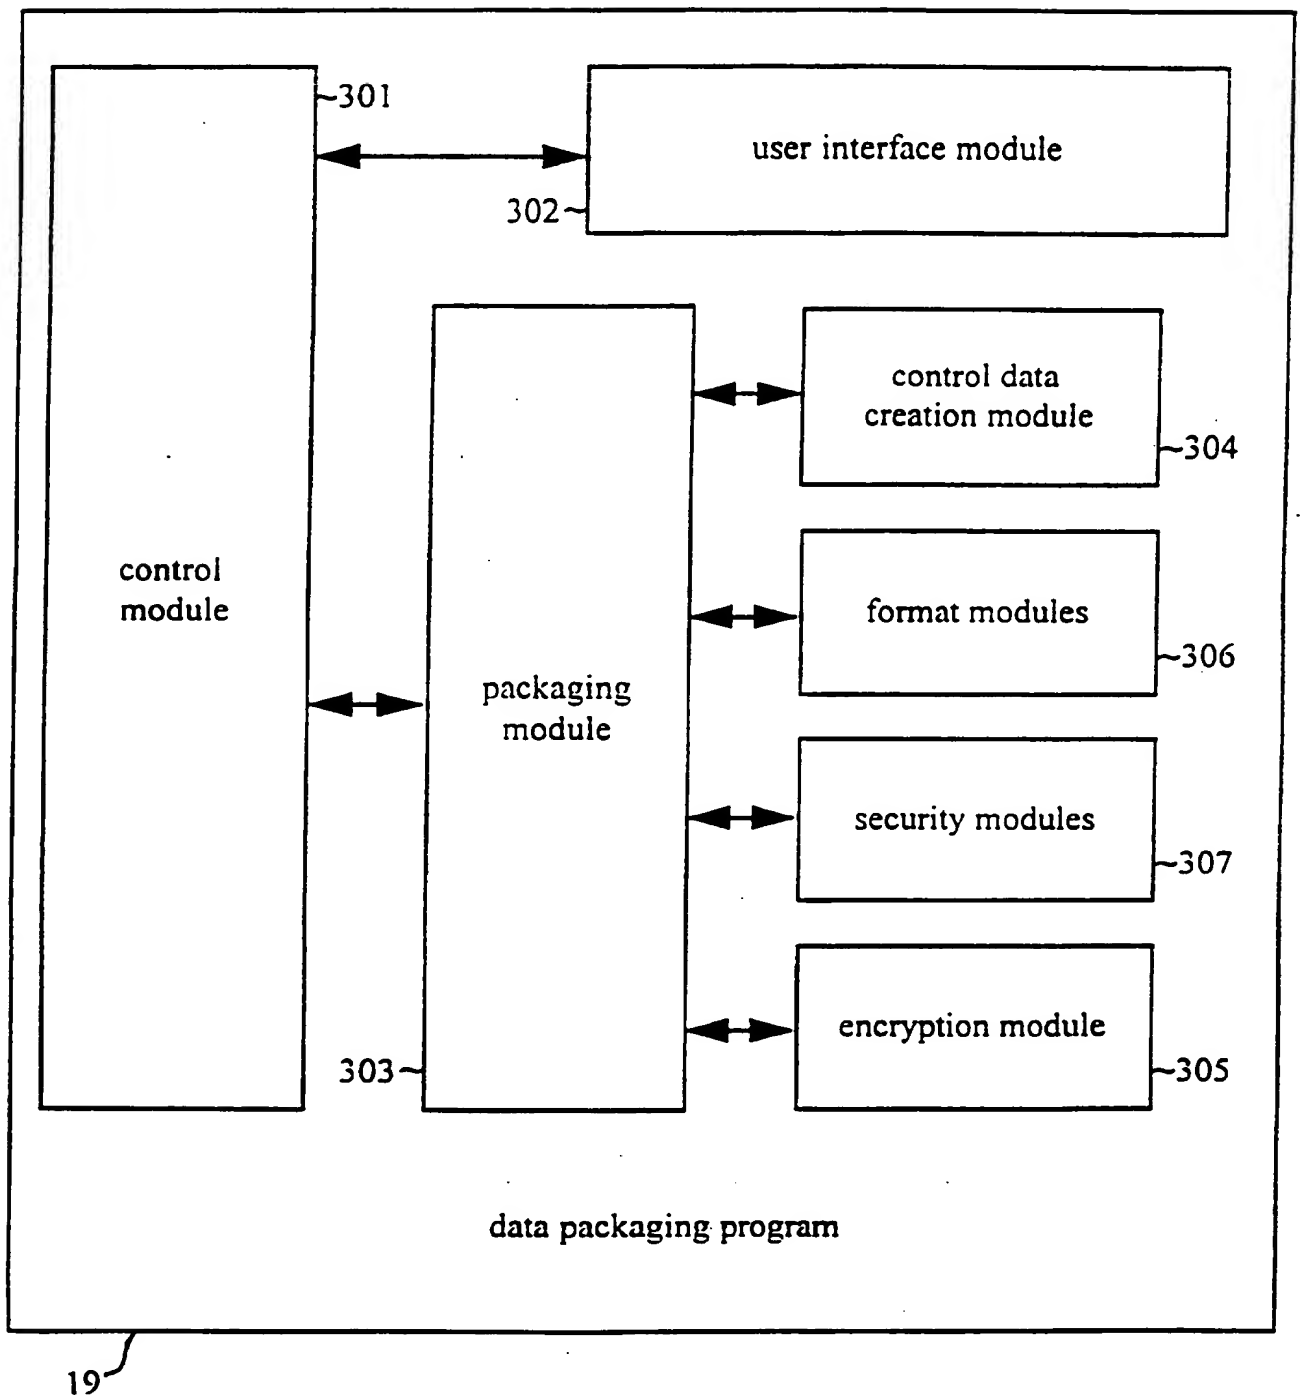 301
user interface module
302
control data
creation module
304
control
module
format modules
306
packaging
module
security modules
307
encryption module
303
305
data packaging program
19